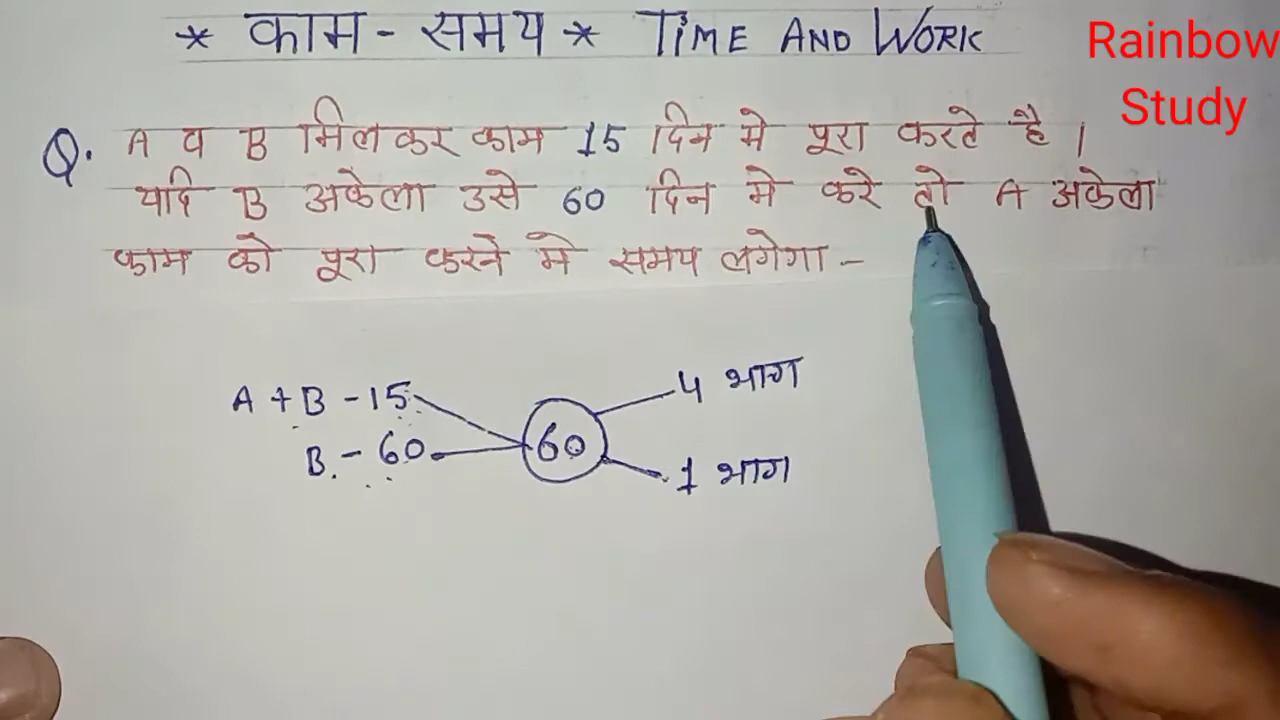 * काम - समय * TIME AND WORK
Rainbow
Study
Q. A व B मिलकर काम 15 दिन मे पूरा करते है ।
यदि B अकेला उसे 60 दिन मे करे तो A अकेला
काम को पूरा करने मे समय लगेगा -
A + B - 15
B - 60
60
4 भाग
1 भाग